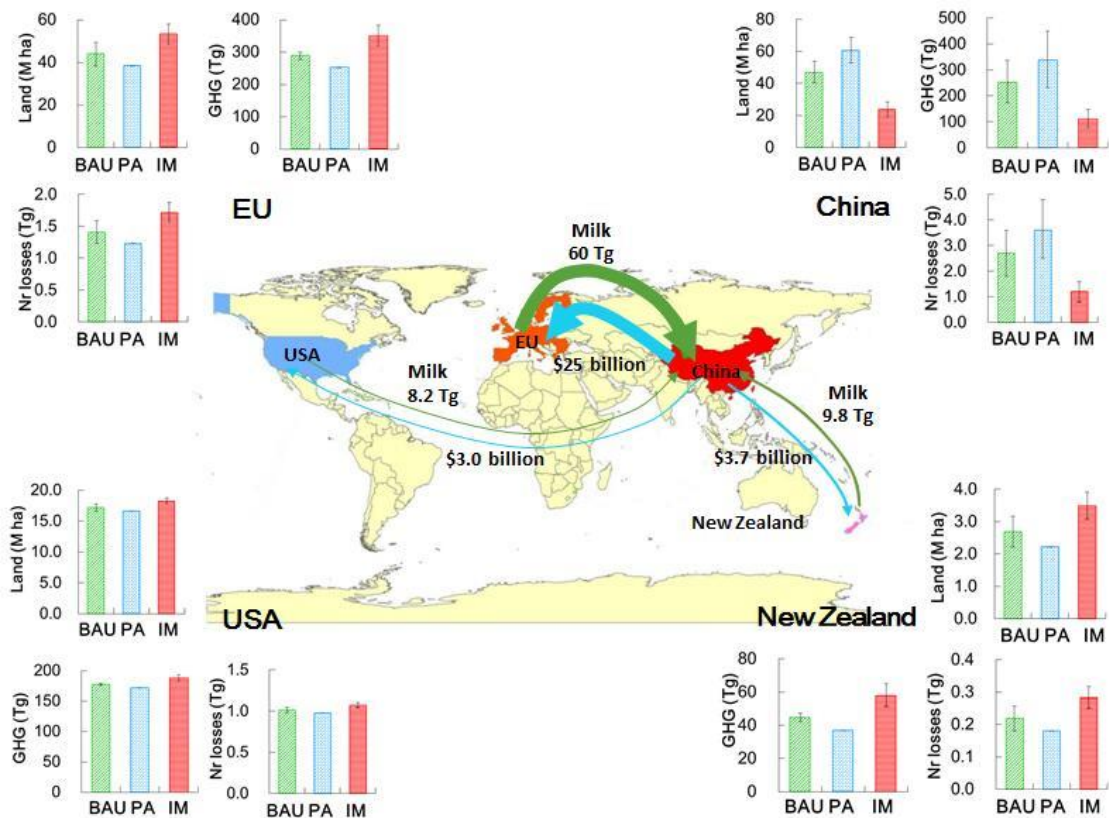 Land (M ha)
60
40
20
0
BAU PA IM
GHG (Tg)
400
300
200
100
0
BAU PA IM
Land (M ha)
80
60
40
20
0
BAU PA IM
GHG (Tg)
500
400
300
200
100
0
BAU PA IM
Nr losses (Tg)
2.0
1.5
1.0
0.5
0.0
BAU PA IM
EU
China
Nr losses (Tg)
5.0
4.0
3.0
2.0
1.0
0.0
BAU PA IM
Milk
60 Tg
EU
USA
China
$25 billion
Milk
8.2 Tg
Milk
9.8 Tg
$3.0 billion
$3.7 billion
New Zealand
Land (M ha)
20.0
15.0
10.0
5.0
0.0
BAU PA IM
USA
New Zealand
Land (M ha)
4.0
3.0
2.0
1.0
0.0
BAU PA IM
GHG (Tg)
200
150
100
50
0
BAU PA IM
Nr losses (Tg)
1.5
1.0
0.5
0.0
BAU PA IM
GHG (Tg)
80
60
40
20
0
BAU PA IM
Nr losses (Tg)
0.4
0.3
0.2
0.1
0.0
BAU PA IM